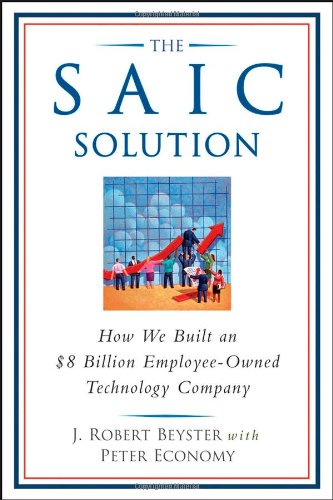 THE
SAIC
SOLUTION
How We Built an
$8 Billion Employee-Owned
Technology Company
J. ROBERT BEYSTER with
PETER ECONOMY